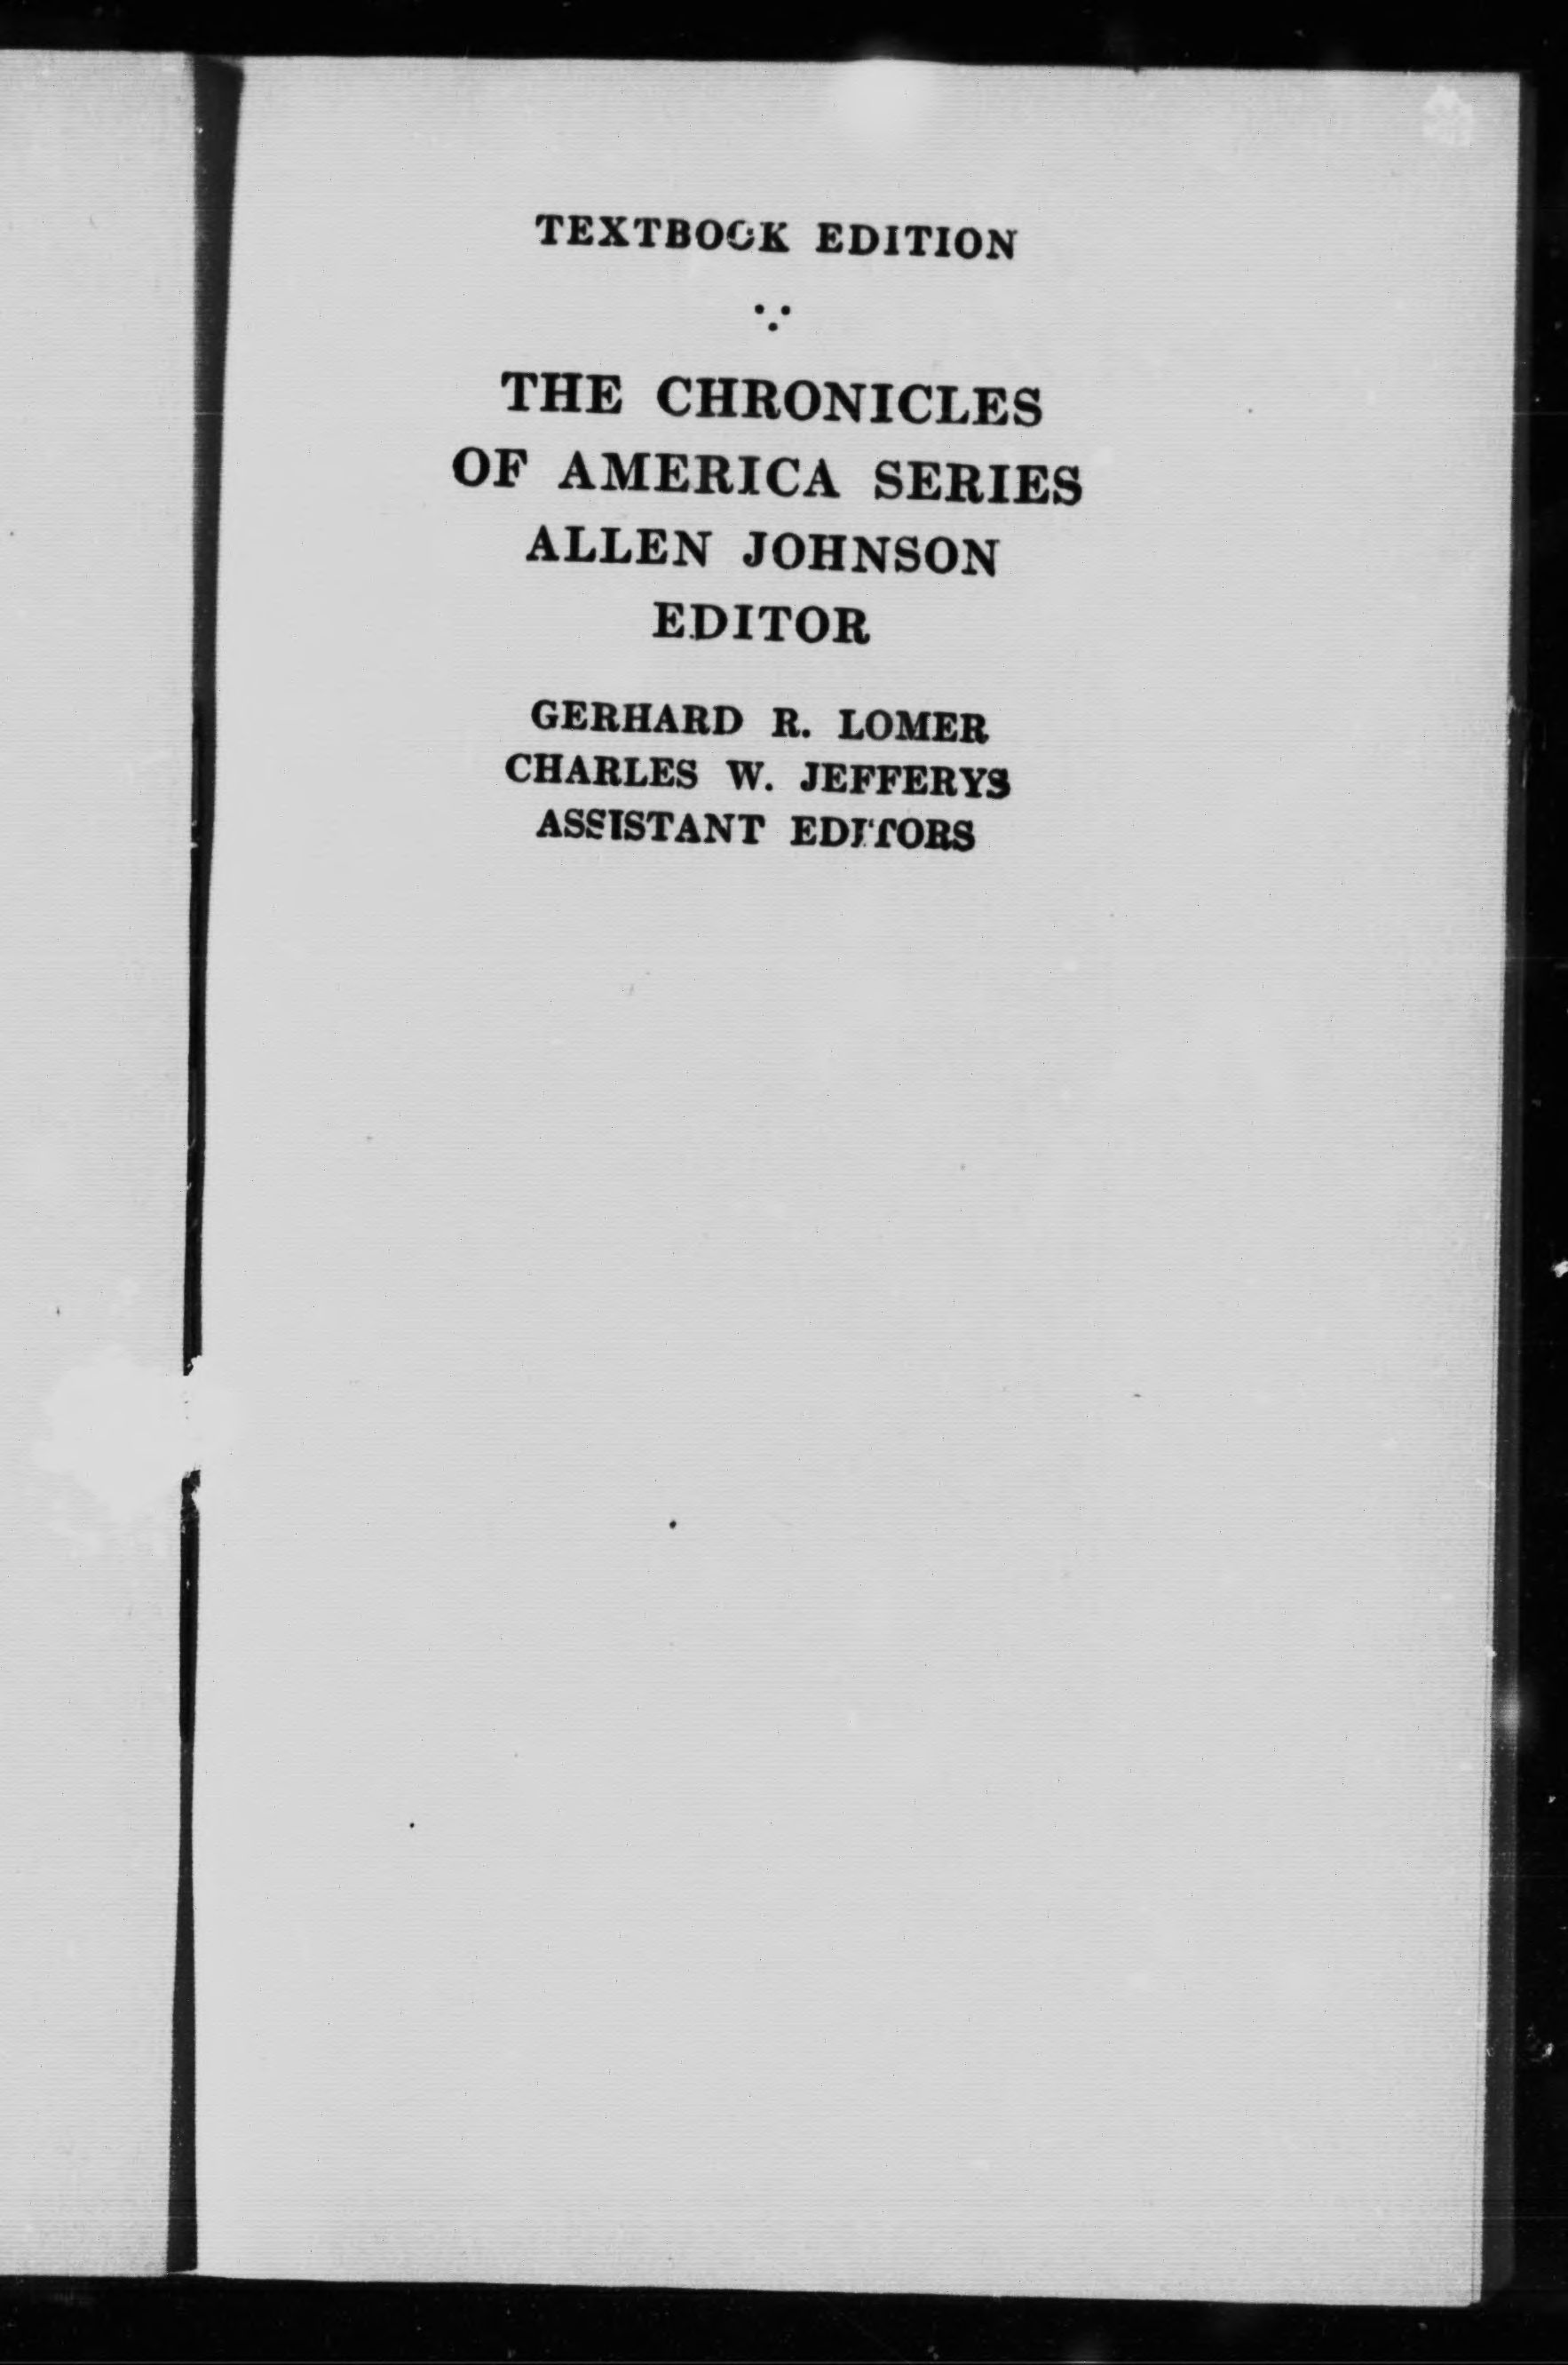 TEXTBOOK EDITION
THE CHRONICLES
OF AMERICA SERIES
ALLEN JOHNSON
EDITOR
GERHARD R. LOMER
CHARLES W. JEFFERYS
ASSISTANT EDITORS